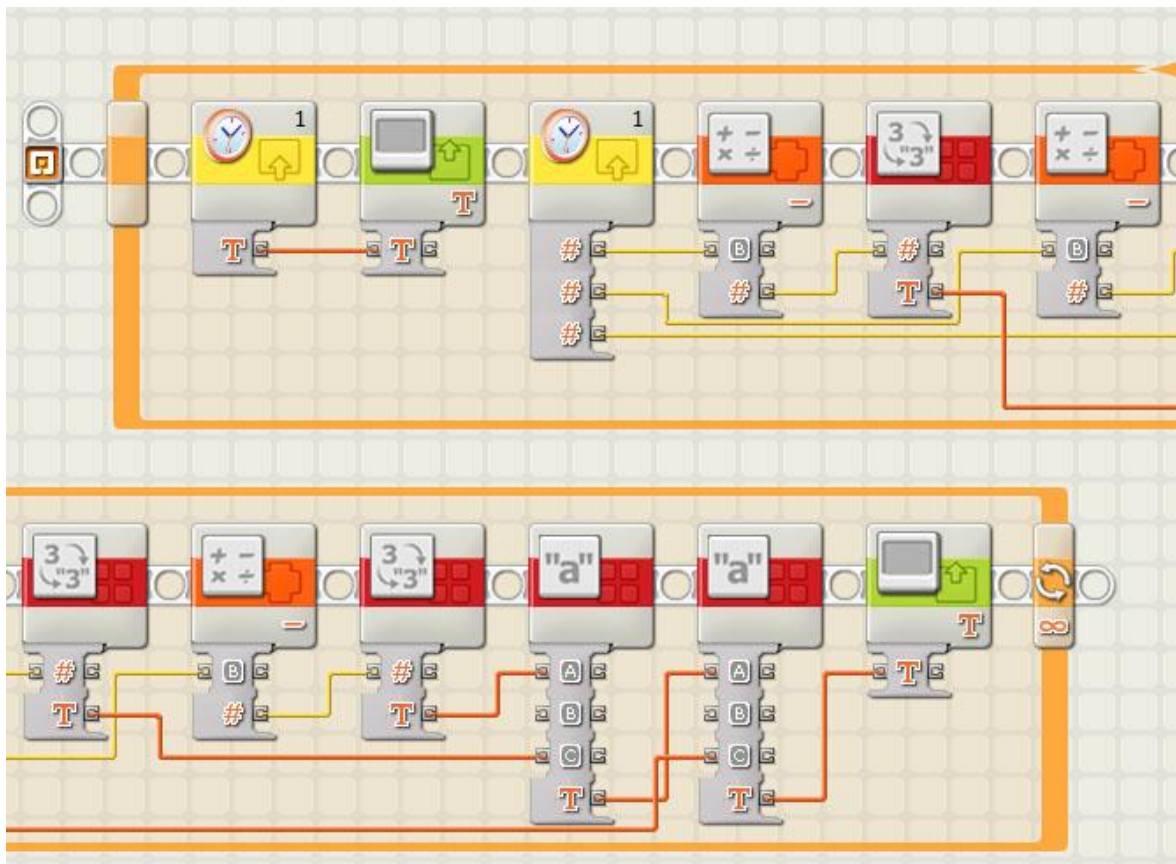 1 1
+ − × ÷ 3 "3" + − × ÷
T − −
T T # B # B
# # T #
#
3 "3" + − × ÷ 3 "3" "a" "a"
− T ∞
# B # A A T
T # T B B
C C
T T